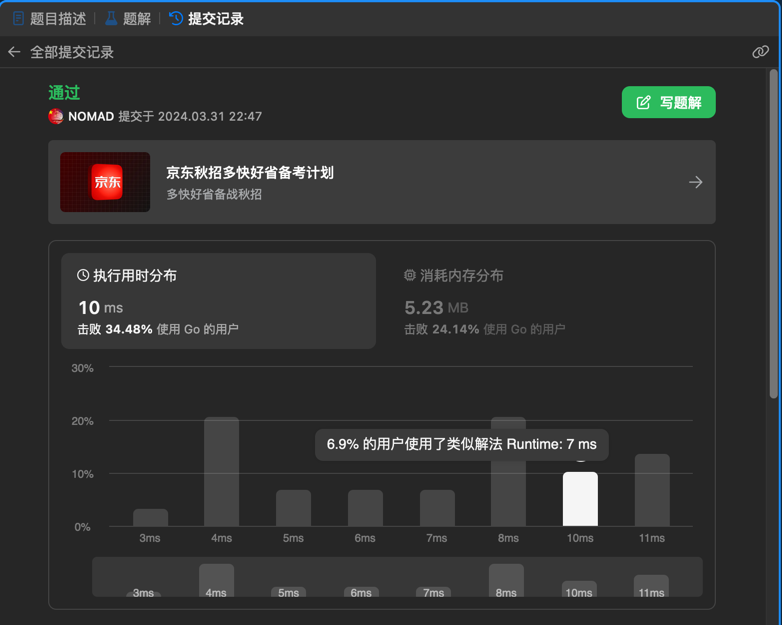 题目描述 题解 提交记录
全部提交记录
通过
NOMAD 提交于 2024.03.31 22:47
写题解
京东
京东秋招多快好省备考计划
多快好省备战秋招
执行用时分布
10 ms
击败 34.48% 使用 Go 的用户
消耗内存分布
5.23 MB
击败 24.14% 使用 Go 的用户
30%
20%
6.9% 的用户使用了类似解法 Runtime: 7 ms
10%
0%
3ms 4ms 5ms 6ms 7ms 8ms 10ms 11ms
3ms 4ms 5ms 6ms 7ms 8ms 10ms 11ms